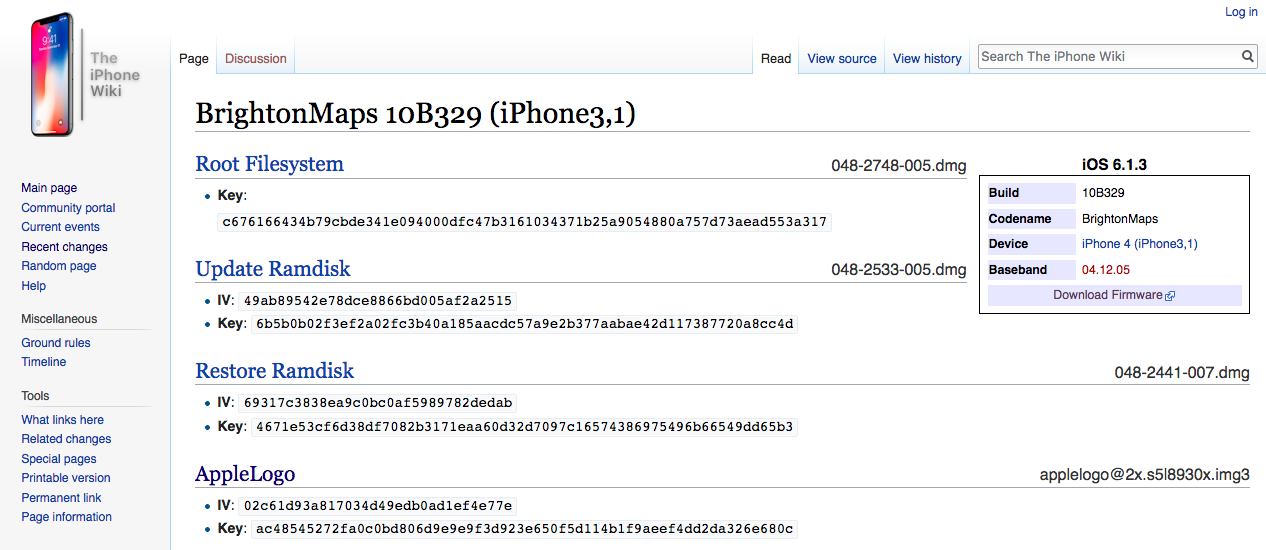 Log in
9:41
The
iPhone
Wiki
Page Discussion Read View source View history Search The iPhone Wiki
Main page
Community portal
Current events
Recent changes
Random page
Help
Miscellaneous
Ground rules
Timeline
Tools
What links here
Related changes
Special pages
Printable version
Permanent link
Page information
BrightonMaps 10B329 (iPhone3,1)
Root Filesystem 048-2748-005.dmg
• Key:
c676166434b79cbde341e094000dfc47b3161034371b25a9054880a757d73aead553a317
Update Ramdisk 048-2533-005.dmg
• IV: 49ab89542e78dce8866bd005af2a2515
• Key: 6b5b0b02f3ef2a02fc3b40a185aacdc57a9e2b377aabae42d117387720a8cc4d
iOS 6.1.3
Build 10B329
Codename BrightonMaps
Device iPhone 4 (iPhone3,1)
Baseband 04.12.05
Download Firmware
Restore Ramdisk 048-2441-007.dmg
• IV: 69317c3838ea9c0bc0af5989782dedab
• Key: 4671e53cf6d38df7082b3171eaa60d32d7097c16574386975496b66549dd65b3
AppleLogo applelogo@2x.s5l8930x.img3
• IV: 02c61d93a817034d49edb0ad1ef4e77e
• Key: ac48545272fa0c0bd806d9e9e9f3d923e650f5d114b1f9aeef4dd2da326e680c